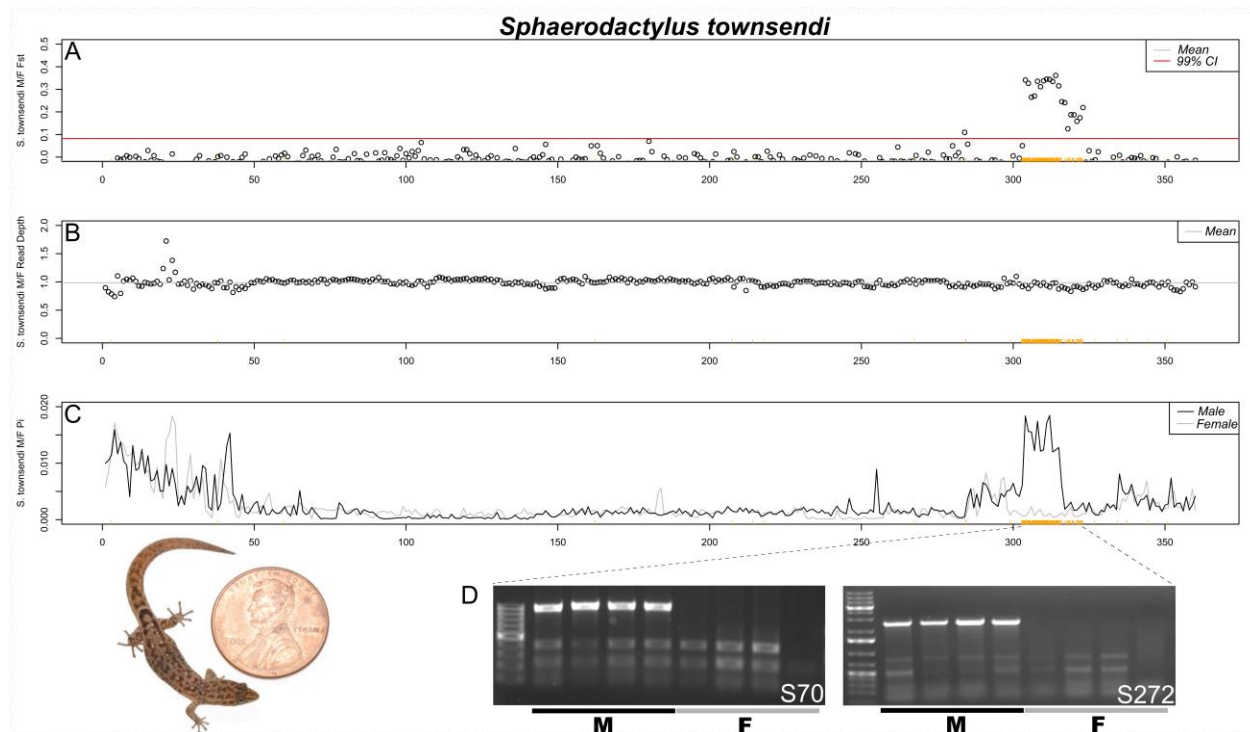 Sphaerodactylus townsendi
A
Mean
99% CI
S. townsendi M/F Fst
0.5
0.4
0.3
0.2
0.1
0.0
0 50 100 150 200 250 300 350
B
Mean
S. townsendi M/F Read Depth
2.0
1.5
1.0
0.5
0.0
0 50 100 150 200 250 300 350
C
Male
Female
S. townsendi M/F Pi
0.020
0.010
0.000
0 50 100 150 200 250 300 350
D
S70
S272
M F
M F